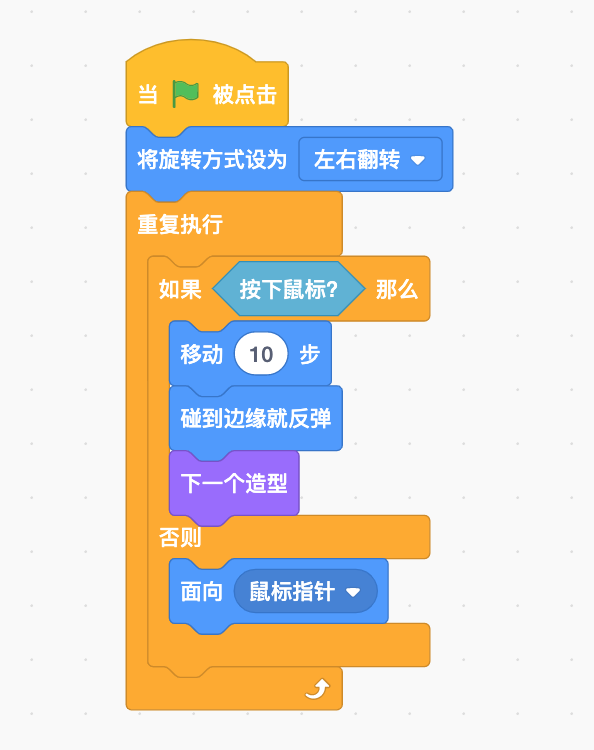 当 被点击
将旋转方式设为 左右翻转
重复执行
如果 按下鼠标? 那么
移动 10 步
碰到边缘就反弹
下一个造型
否则
面向 鼠标指针